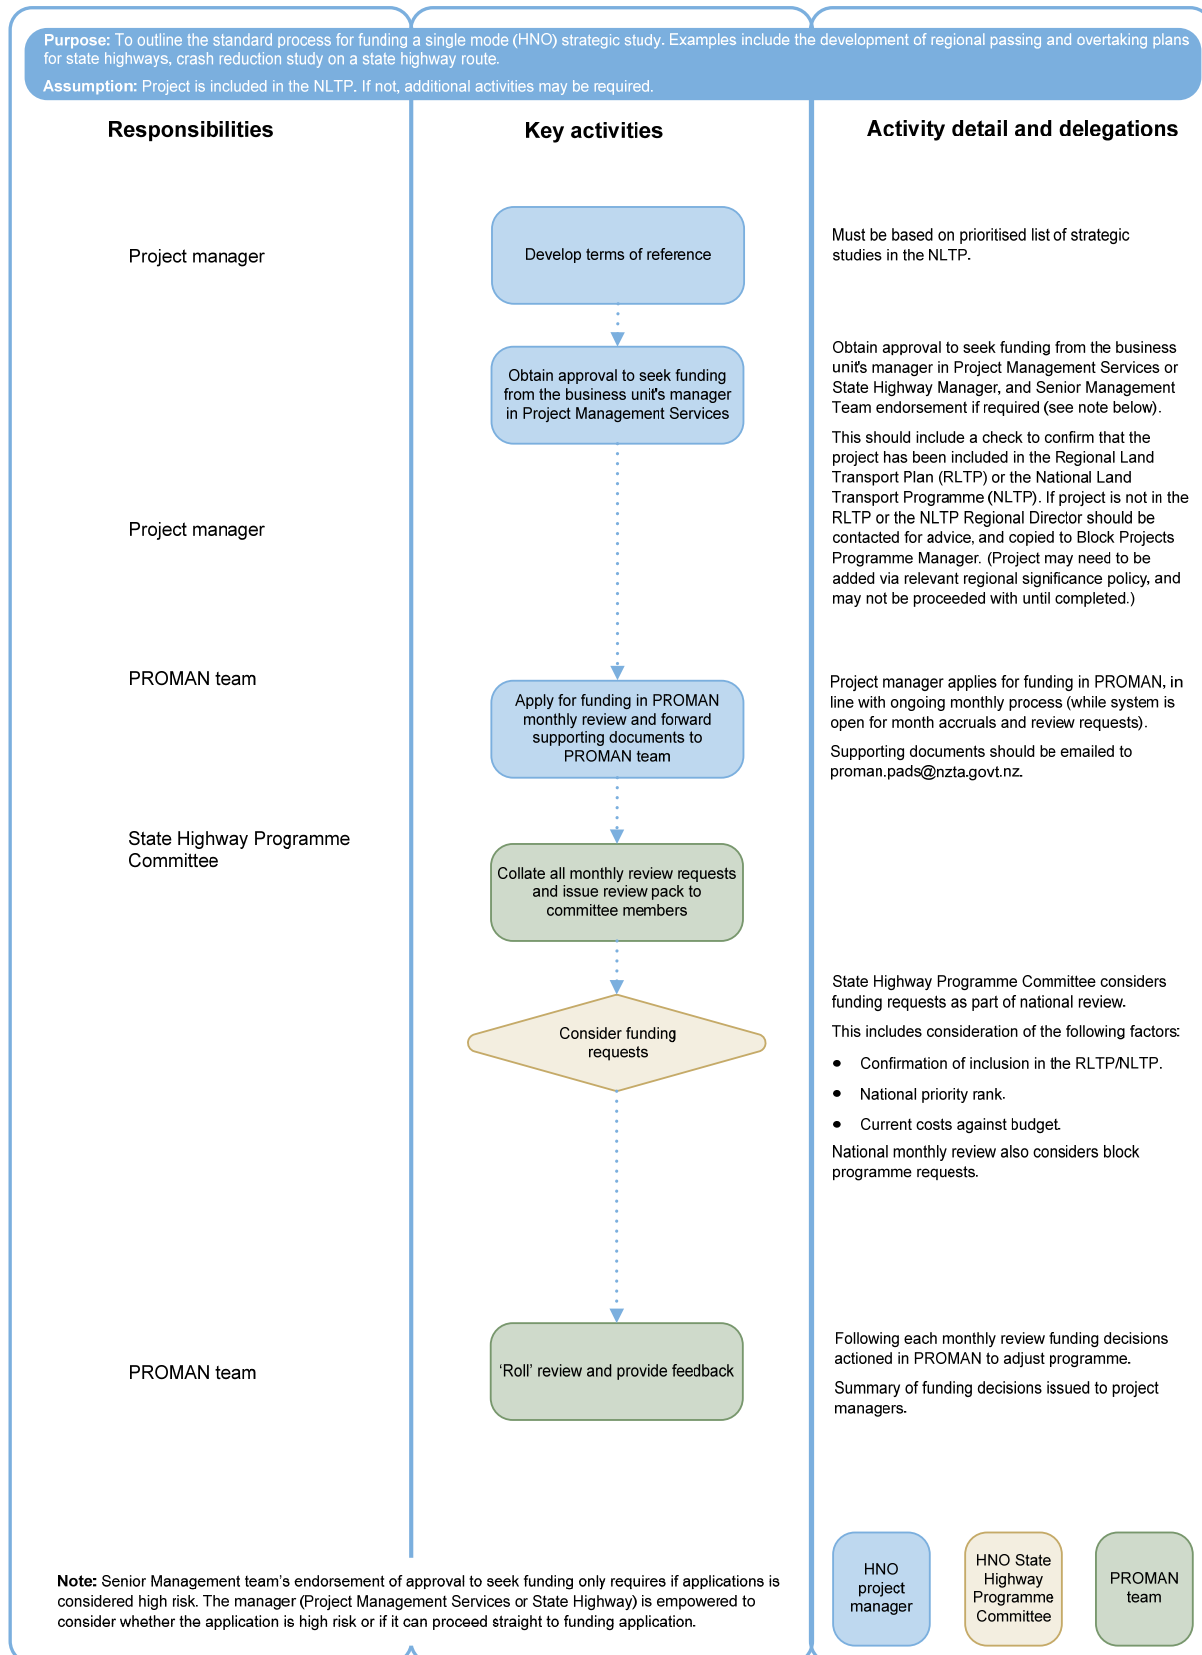 Purpose: To outline the standard process for funding a single mode (HNO) strategic study. Examples include the development of regional passing and overtaking plans
for state highways, crash reduction study on a state highway route.
Assumption: Project is included in the NLTP. If not, additional activities may be required.
Responsibilities
Key activities
Activity detail and delegations
Project manager
Develop terms of reference
Must be based on prioritised list of strategic
studies in the NLTP.
Obtain approval to seek funding
from the business unit's manager
in Project Management Services
Obtain approval to seek funding from the business
unit's manager in Project Management Services or
State Highway Manager, and Senior Management
Team endorsement if required (see note below).
This should include a check to confirm that the
project has been included in the Regional Land
Transport Plan (RLTP) or the National Land
Transport Programme (NLTP). If project is not in the
RLTP or the NLTP Regional Director should be
contacted for advice, and copied to Block Projects
Programme Manager. (Project may need to be
added via relevant regional significance policy, and
may not be proceeded with until completed.)
Project manager
PROMAN team
Apply for funding in PROMAN
monthly review and forward
supporting documents to
PROMAN team
Project manager applies for funding in PROMAN, in
line with ongoing monthly process (while system is
open for month accruals and review requests).
Supporting documents should be emailed to
proman.pads@nzta.govt.nz.
State Highway Programme
Committee
Collate all monthly review requests
and issue review pack to
committee members
Consider funding
requests
State Highway Programme Committee considers
funding requests as part of national review.
This includes consideration of the following factors:
● Confirmation of inclusion in the RLTP/NLTP.
● National priority rank.
● Current costs against budget.
National monthly review also considers block
programme requests.
PROMAN team
‘Roll’ review and provide feedback
Following each monthly review funding decisions
actioned in PROMAN to adjust programme.
Summary of funding decisions issued to project
managers.
Note: Senior Management team’s endorsement of approval to seek funding only requires if applications is
considered high risk. The manager (Project Management Services or State Highway) is empowered to
consider whether the application is high risk or if it can proceed straight to funding application.
HNO
project
manager
HNO State
Highway
Programme
Committee
PROMAN
team